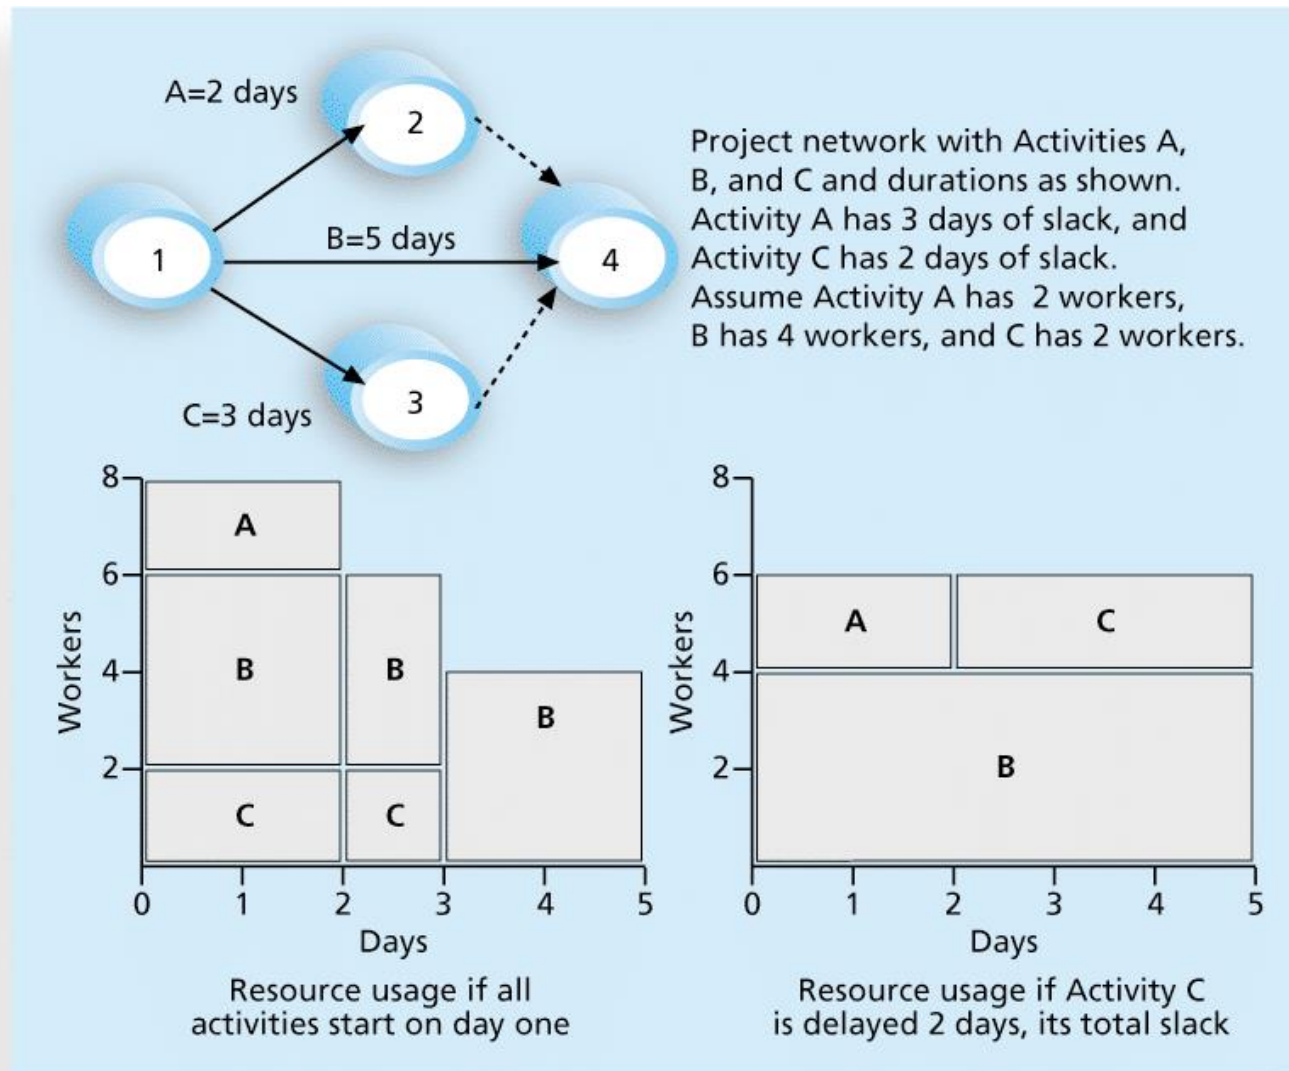 A=2 days
2
Project network with Activities A,
B, and C and durations as shown.
Activity A has 3 days of slack, and
Activity C has 2 days of slack.
Assume Activity A has 2 workers,
B has 4 workers, and C has 2 workers.
B=5 days
1
4
C=3 days
3
8
6
4
2
Workers
A
B
B
B
C
C
0 1 2 3 4 5
Days
Resource usage if all
activities start on day one
8
6
4
2
Workers
A
C
B
0 1 2 3 4 5
Days
Resource usage if Activity C
is delayed 2 days, its total slack